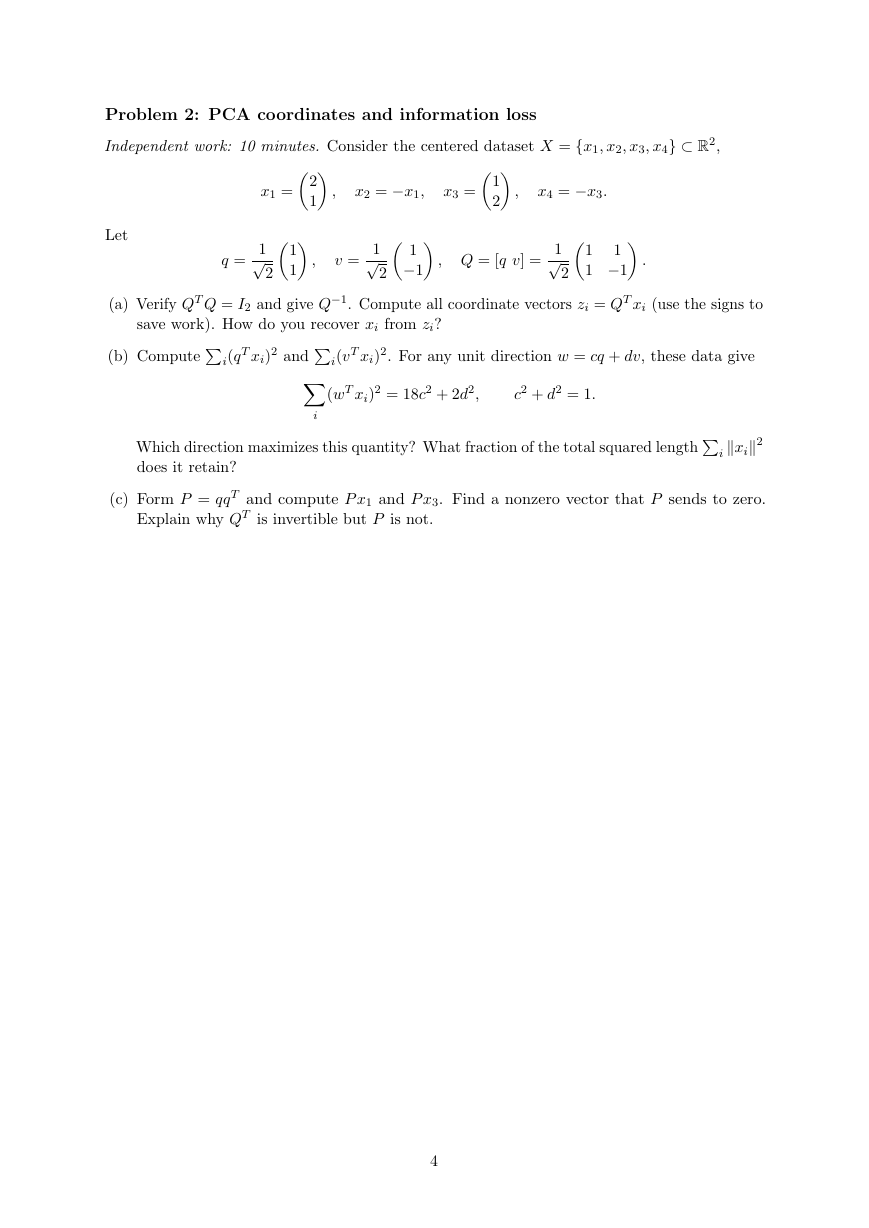 Problem 2: PCA coordinates and information loss
Independent work: 10 minutes. Consider the centered dataset X = {x₁, x₂, x₃, x₄} ⊂ ℝ²,
x₁ = (2 1), x₂ = −x₁, x₃ = (1 2), x₄ = −x₃.
Let
q = 1/√2 (1 1), v = 1/√2 (1 −1), Q = [q v] = 1/√2 (1 1 1 −1).
(a) Verify QᵀQ = I₂ and give Q⁻¹. Compute all coordinate vectors zᵢ = Qᵀxᵢ (use the signs to
save work). How do you recover xᵢ from zᵢ?
(b) Compute ∑ᵢ(qᵀxᵢ)² and ∑ᵢ(vᵀxᵢ)². For any unit direction w = cq + dv, these data give
∑ᵢ(wᵀxᵢ)² = 18c² + 2d², c² + d² = 1.
Which direction maximizes this quantity? What fraction of the total squared length ∑ᵢ ‖xᵢ‖²
does it retain?
(c) Form P = qqᵀ and compute Px₁ and Px₃. Find a nonzero vector that P sends to zero.
Explain why Qᵀ is invertible but P is not.
4